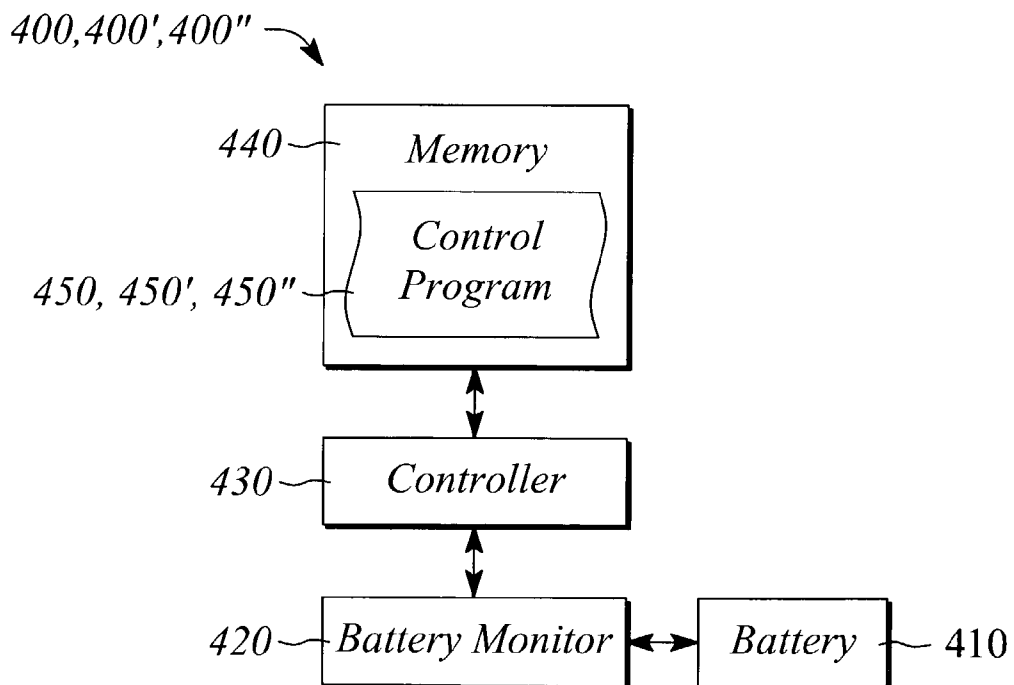 400,400',400"
440
Memory
Control
Program
450, 450', 450"
430
Controller
420
Battery Monitor
Battery
410